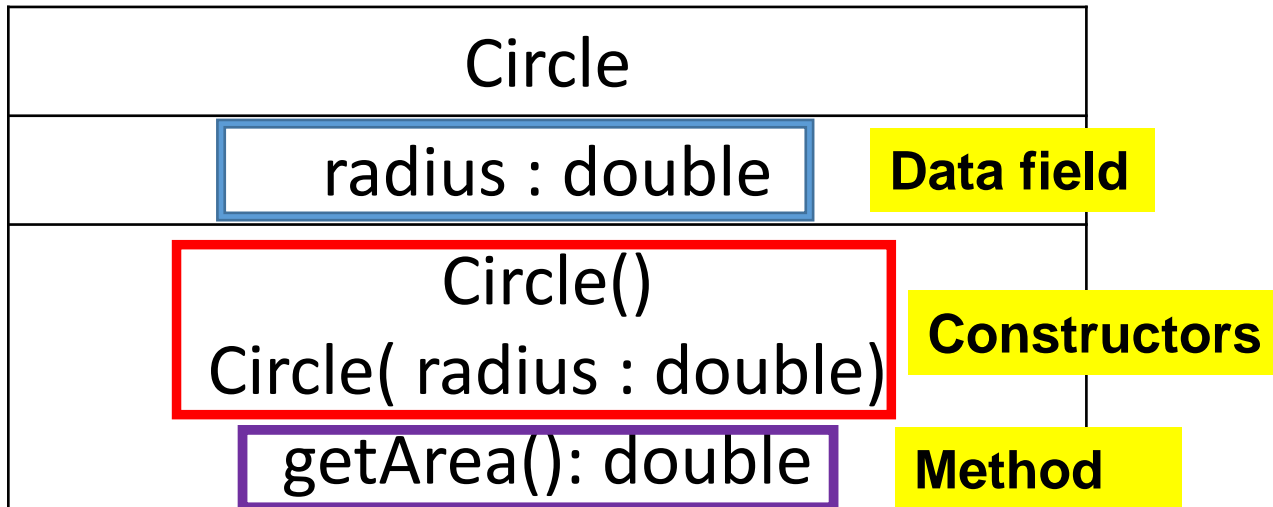 Circle
radius : double
Data field
Circle()
Circle( radius : double)
Constructors
getArea(): double
Method